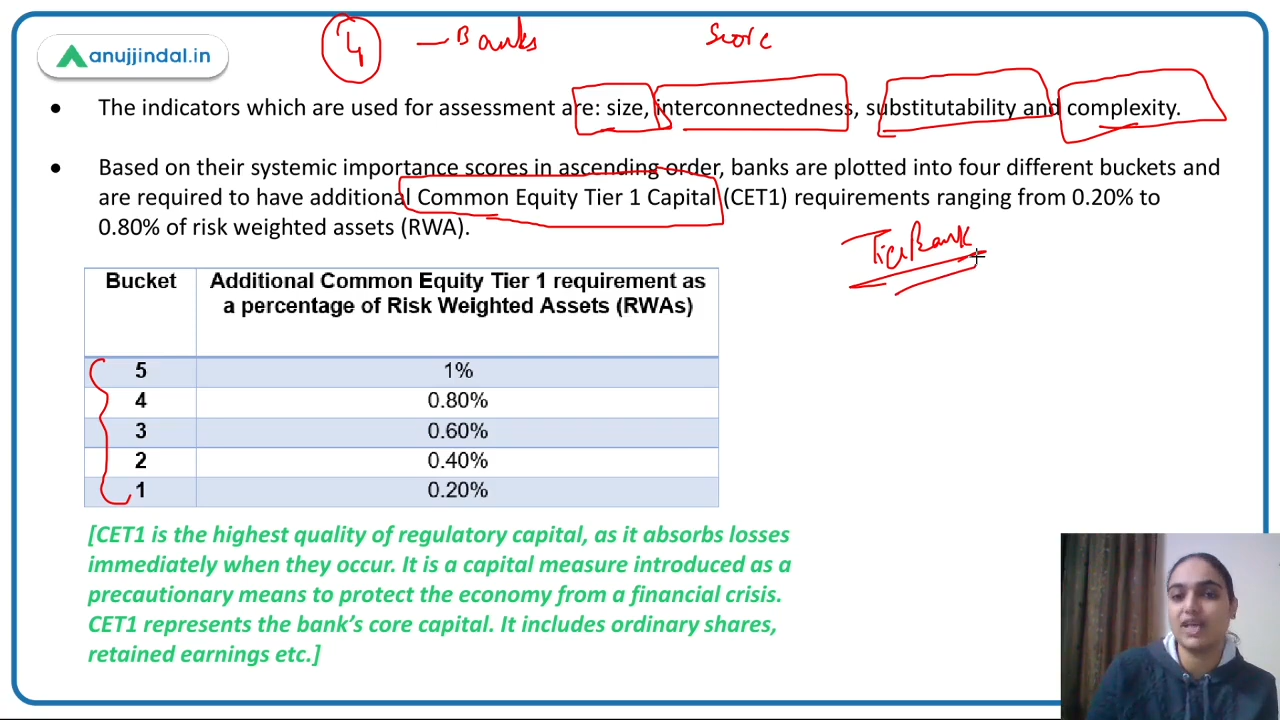 4 — Banks Score
anujjindal.in
The indicators which are used for assessment are: size, interconnectedness, substitutability and complexity.
Based on their systemic importance scores in ascending order, banks are plotted into four different buckets and
are required to have additional Common Equity Tier 1 Capital (CET1) requirements ranging from 0.20% to
0.80% of risk weighted assets (RWA).
Bank
Bucket Additional Common Equity Tier 1 requirement as
a percentage of Risk Weighted Assets (RWAs)
5 1%
4 0.80%
3 0.60%
2 0.40%
1 0.20%
[CET1 is the highest quality of regulatory capital, as it absorbs losses
immediately when they occur. It is a capital measure introduced as a
precautionary means to protect the economy from a financial crisis.
CET1 represents the bank's core capital. It includes ordinary shares,
retained earnings etc.]